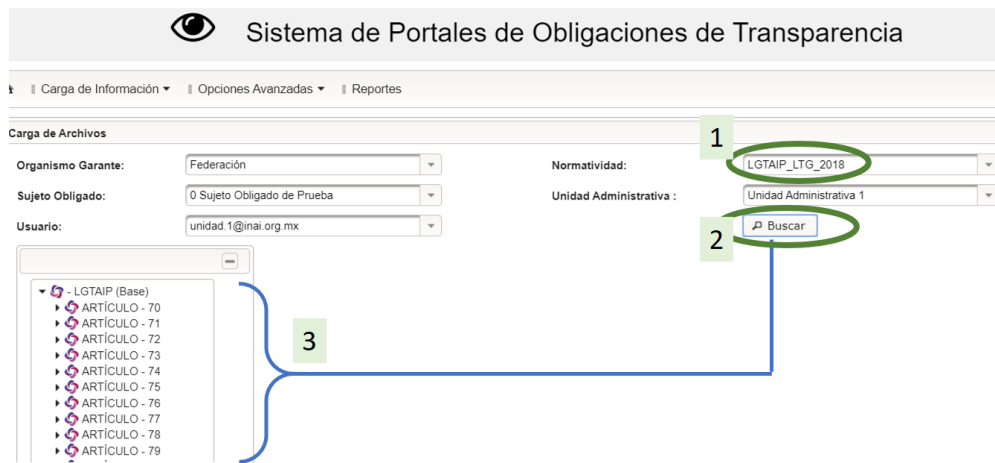 Sistema de Portales de Obligaciones de Transparencia
Carga de Información Opciones Avanzadas Reportes
Carga de Archivos
1
Organismo Garante: Federación Normatividad: LGTAIP_LTG_2018
Sujeto Obligado: 0 Sujeto Obligado de Prueba Unidad Administrativa : Unidad Administrativa 1
Usuario: unidad.1@inai.org.mx Buscar
2
- LGTAIP (Base)
ARTÍCULO - 70
ARTÍCULO - 71
ARTÍCULO - 72
3
ARTÍCULO - 73
ARTÍCULO - 74
ARTÍCULO - 75
ARTÍCULO - 76
ARTÍCULO - 77
ARTÍCULO - 78
ARTÍCULO - 79